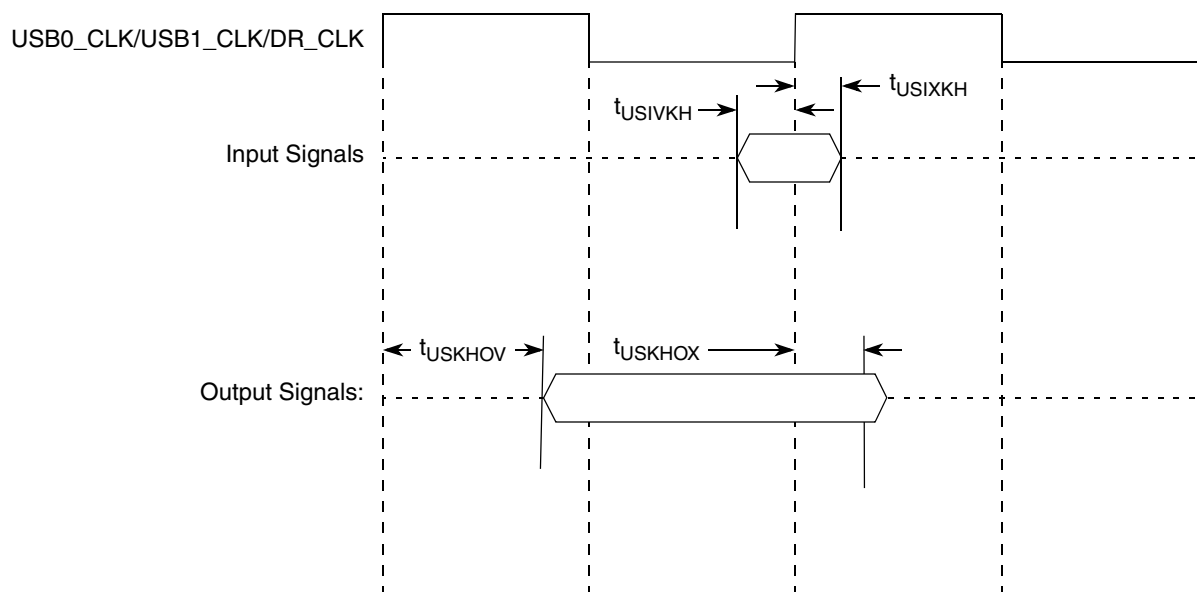 USB0_CLK/USB1_CLK/DR_CLK
tUSIXKH
tUSIVKH
Input Signals
tUSKHOV
tUSKHOX
Output Signals: